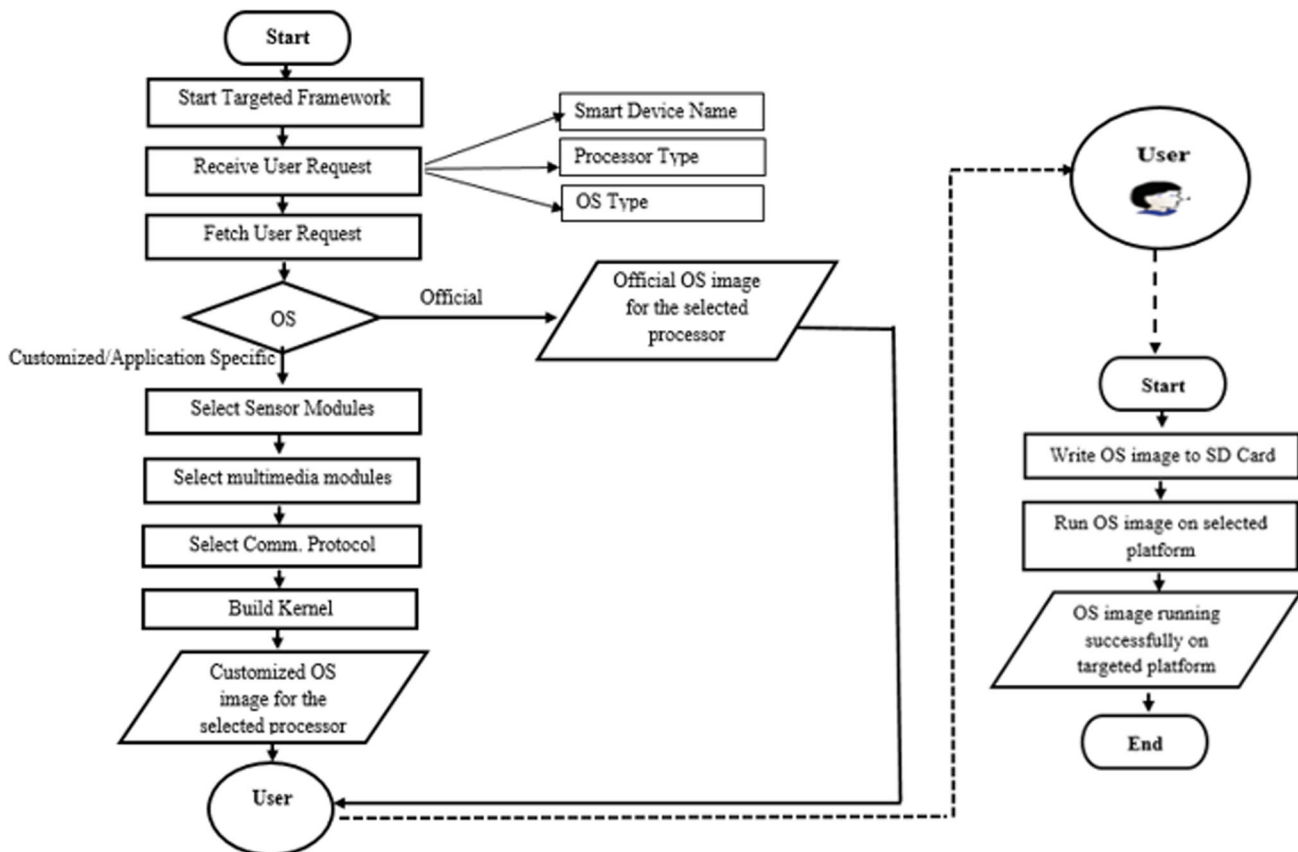 Start
Start Targeted Framework
Receive User Request
Smart Device Name
Processor Type
OS Type
Fetch User Request
OS
Official
Official OS image
for the selected
processor
Customized/Application Specific
Select Sensor Modules
Select multimedia modules
Select Comm. Protocol
Build Kernel
Customized OS
image for the
selected processor
User
User
Start
Write OS image to SD Card
Run OS image on selected
platform
OS image running
successfully on
targeted platform
End